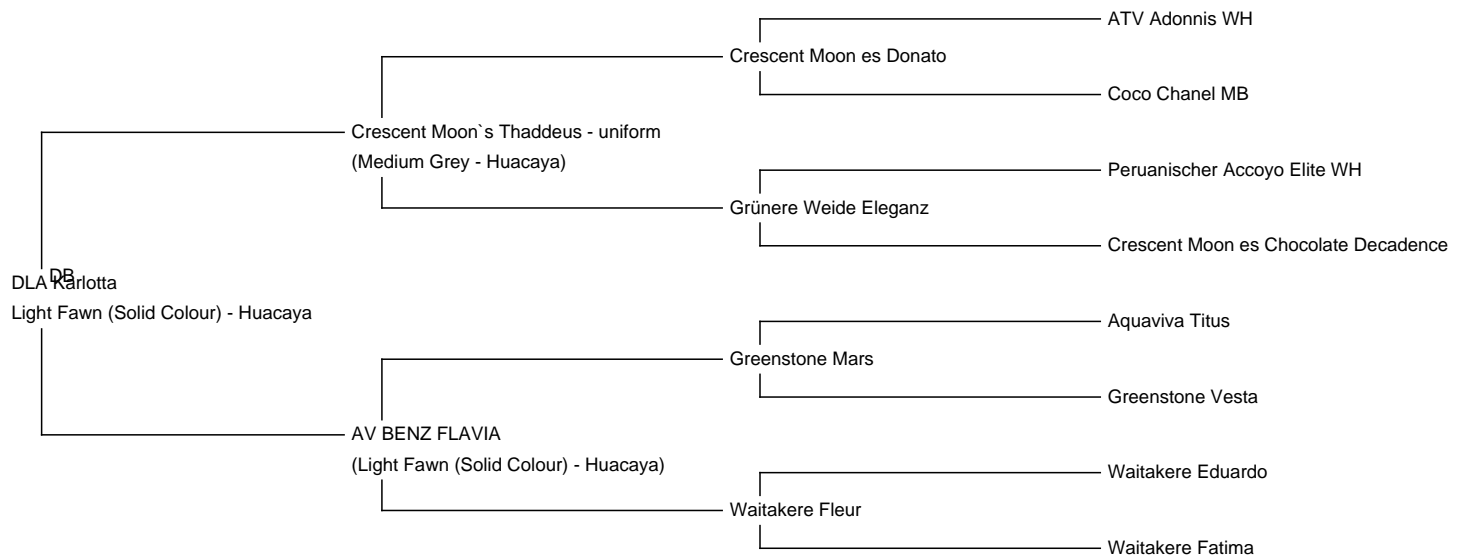 ATV Adonnis WH
Crescent Moon es Donato
Coco Chanel MB
Crescent Moon`s Thaddeus - uniform
(Medium Grey - Huacaya)
Peruanischer Accoyo Elite WH
Grünere Weide Eleganz
Crescent Moon es Chocolate Decadence
DB
DLA Karlotta
Light Fawn (Solid Colour) - Huacaya
Aquaviva Titus
Greenstone Mars
Greenstone Vesta
AV BENZ FLAVIA
(Light Fawn (Solid Colour) - Huacaya)
Waitakere Eduardo
Waitakere Fleur
Waitakere Fatima